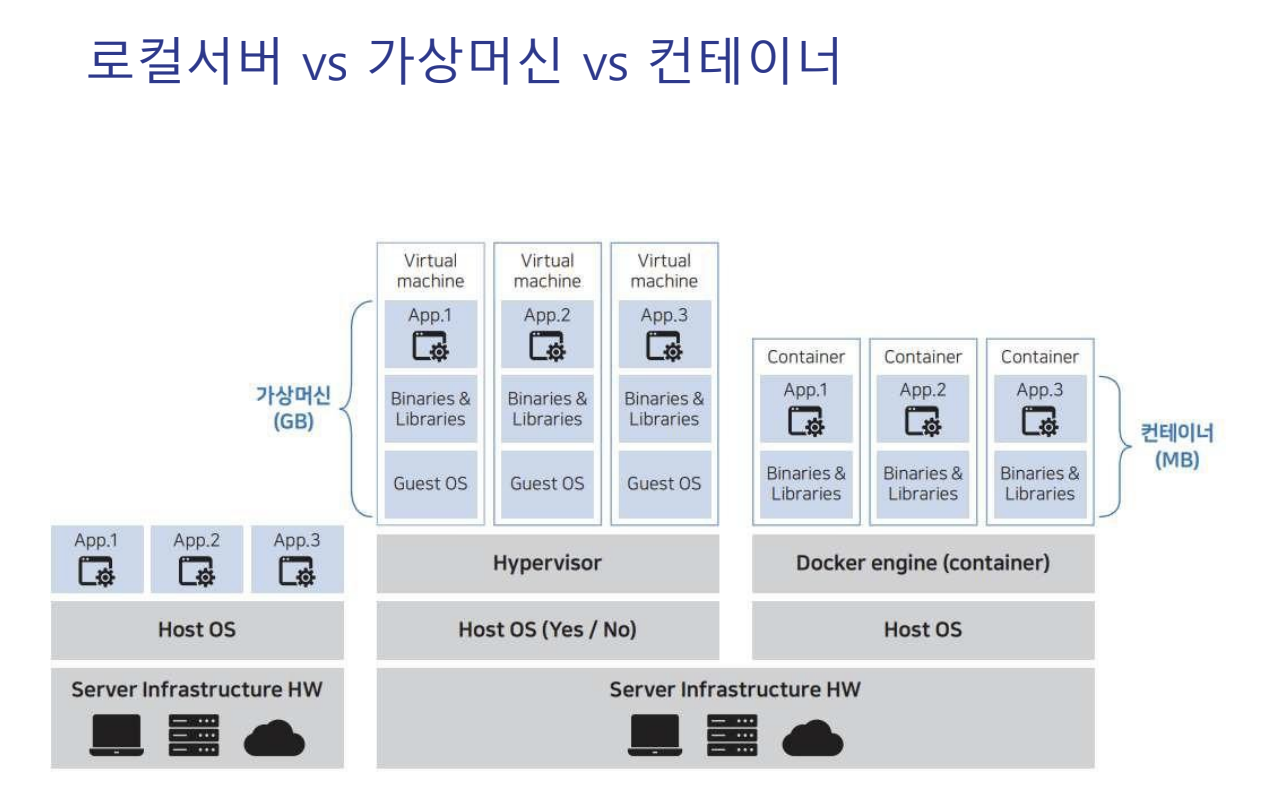 로컬서버 vs 가상머신 vs 컨테이너
Virtual
machine
Virtual
machine
Virtual
machine
App.1
App.2
App.3
가상머신
(GB)
Binaries &
Libraries
Binaries &
Libraries
Binaries &
Libraries
Guest OS
Guest OS
Guest OS
Container
Container
Container
App.1
App.2
App.3
Binaries &
Libraries
Binaries &
Libraries
Binaries &
Libraries
컨테이너
(MB)
App.1
App.2
App.3
Hypervisor
Docker engine (container)
Host OS
Host OS (Yes / No)
Host OS
Server Infrastructure HW
Server Infrastructure HW